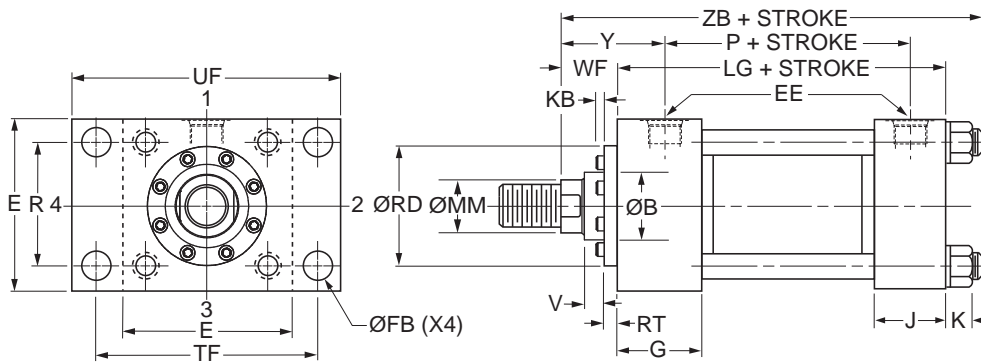 ZB + STROKE
Y
P + STROKE
UF
WF
LG + STROKE
1
KB
EE
E
R
4
2
ØRD
ØMM
ØB
3
E
ØFB (X4)
V
RT
J
K
TF
G